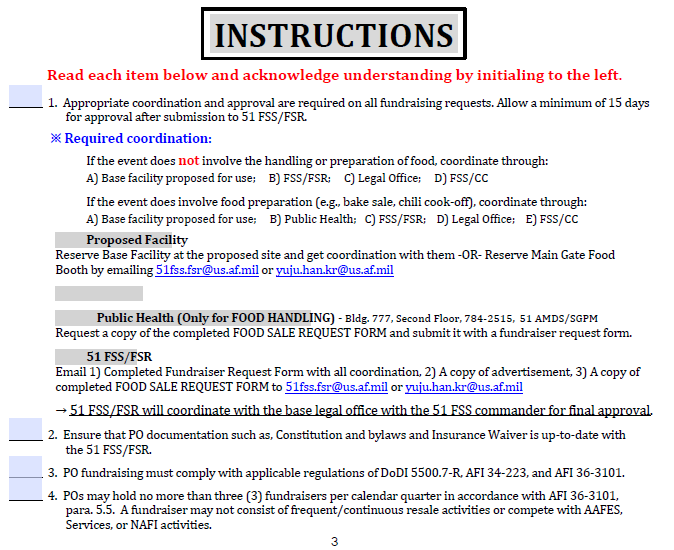 INSTRUCTIONS
Read each item below and acknowledge understanding by initialing to the left.
1. Appropriate coordination and approval are required on all fundraising requests. Allow a minimum of 15 days
for approval after submission to 51 FSS/FSR.
※ Required coordination:
If the event does not involve the handling or preparation of food, coordinate through:
A) Base facility proposed for use; B) FSS/FSR; C) Legal Office; D) FSS/CC
If the event does involve food preparation (e.g., bake sale, chili cook-off), coordinate through:
A) Base facility proposed for use; B) Public Health; C) FSS/FSR; D) Legal Office; E) FSS/CC
Proposed Facility
Reserve Base Facility at the proposed site and get coordination with them -OR- Reserve Main Gate Food
Booth by emailing 51fss.fsr@us.af.mil or yuju.han.kr@us.af.mil
Public Health (Only for FOOD HANDLING) - Bldg. 777, Second Floor, 784-2515, 51 AMDS/SGPM
Request a copy of the completed FOOD SALE REQUEST FORM and submit it with a fundraiser request form.
51 FSS/FSR
Email 1) Completed Fundraiser Request Form with all coordination, 2) A copy of advertisement, 3) A copy of
completed FOOD SALE REQUEST FORM to 51fss.fsr@us.af.mil or yuju.han.kr@us.af.mil
→ 51 FSS/FSR will coordinate with the base legal office with the 51 FSS commander for final approval.
2. Ensure that PO documentation such as, Constitution and bylaws and Insurance Waiver is up-to-date with
the 51 FSS/FSR.
3. PO fundraising must comply with applicable regulations of DoDI 5500.7-R, AFI 34-223, and AFI 36-3101.
4. POs may hold no more than three (3) fundraisers per calendar quarter in accordance with AFI 36-3101,
para. 5.5. A fundraiser may not consist of frequent/continuous resale activities or compete with AAFES,
Services, or NAFI activities.
3